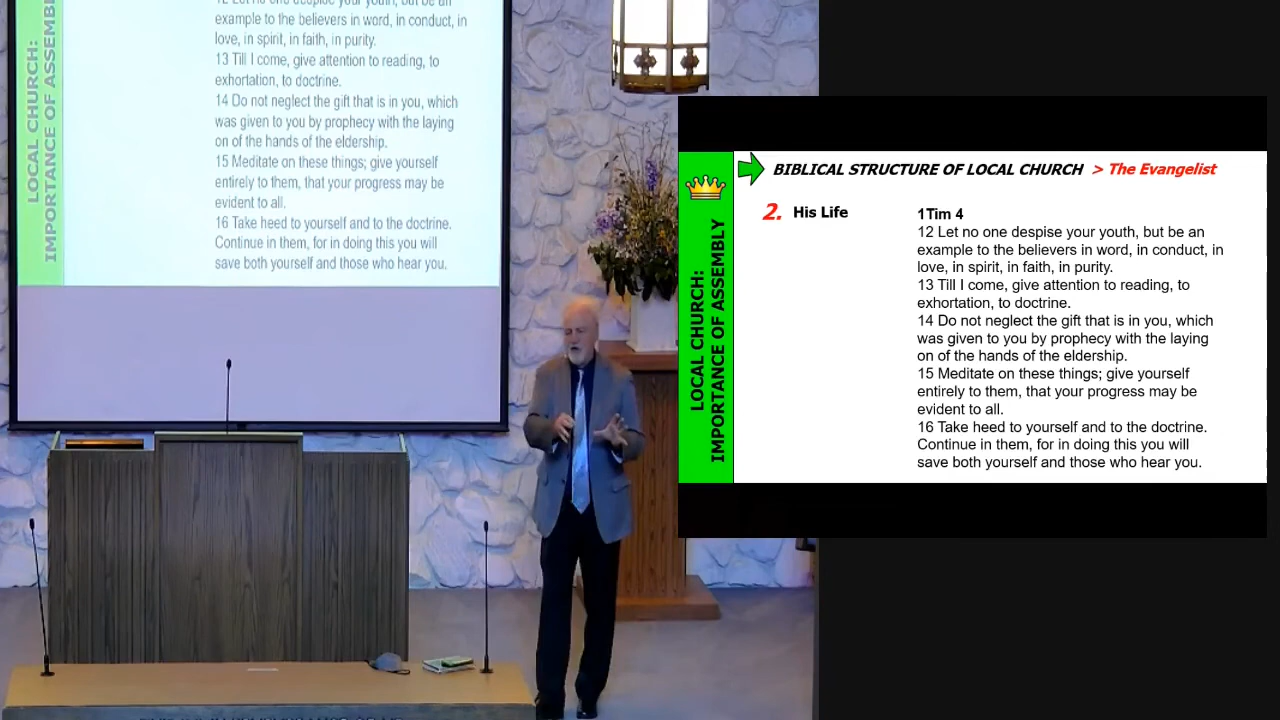 LOCAL CHURCH:
IMPORTANCE OF ASSEMBLY
12 Let no one despise your youth, but be an
example to the believers in word, in conduct, in
love, in spirit, in faith, in purity.
13 Till I come, give attention to reading, to
exhortation, to doctrine.
14 Do not neglect the gift that is in you, which
was given to you by prophecy with the laying
on of the hands of the eldership.
15 Meditate on these things; give yourself
entirely to them, that your progress may be
evident to all.
16 Take heed to yourself and to the doctrine.
Continue in them, for in doing this you will
save both yourself and those who hear you.
LOCAL CHURCH:
IMPORTANCE OF ASSEMBLY
BIBLICAL STRUCTURE OF LOCAL CHURCH > The Evangelist
2. His Life
1Tim 4
12 Let no one despise your youth, but be an
example to the believers in word, in conduct, in
love, in spirit, in faith, in purity.
13 Till I come, give attention to reading, to
exhortation, to doctrine.
14 Do not neglect the gift that is in you, which
was given to you by prophecy with the laying
on of the hands of the eldership.
15 Meditate on these things; give yourself
entirely to them, that your progress may be
evident to all.
16 Take heed to yourself and to the doctrine.
Continue in them, for in doing this you will
save both yourself and those who hear you.